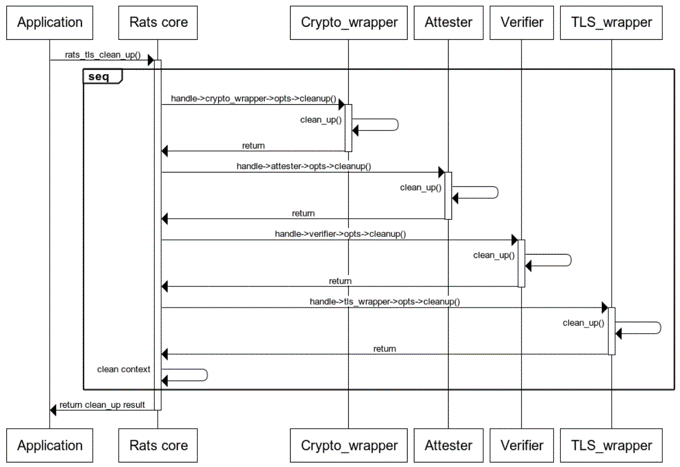 Application Rats core Crypto_wrapper Attester Verifier TLS_wrapper
rats_tls_clean_up()
seq
handle->crypto_wrapper->opts->cleanup()
clean_up()
return
handle->attester->opts->cleanup()
clean_up()
return
handle->verifier->opts->cleanup()
clean_up()
return
handle->tls_wrapper->opts->cleanup()
clean_up()
return
clean context
return clean_up result
Application Rats core Crypto_wrapper Attester Verifier TLS_wrapper